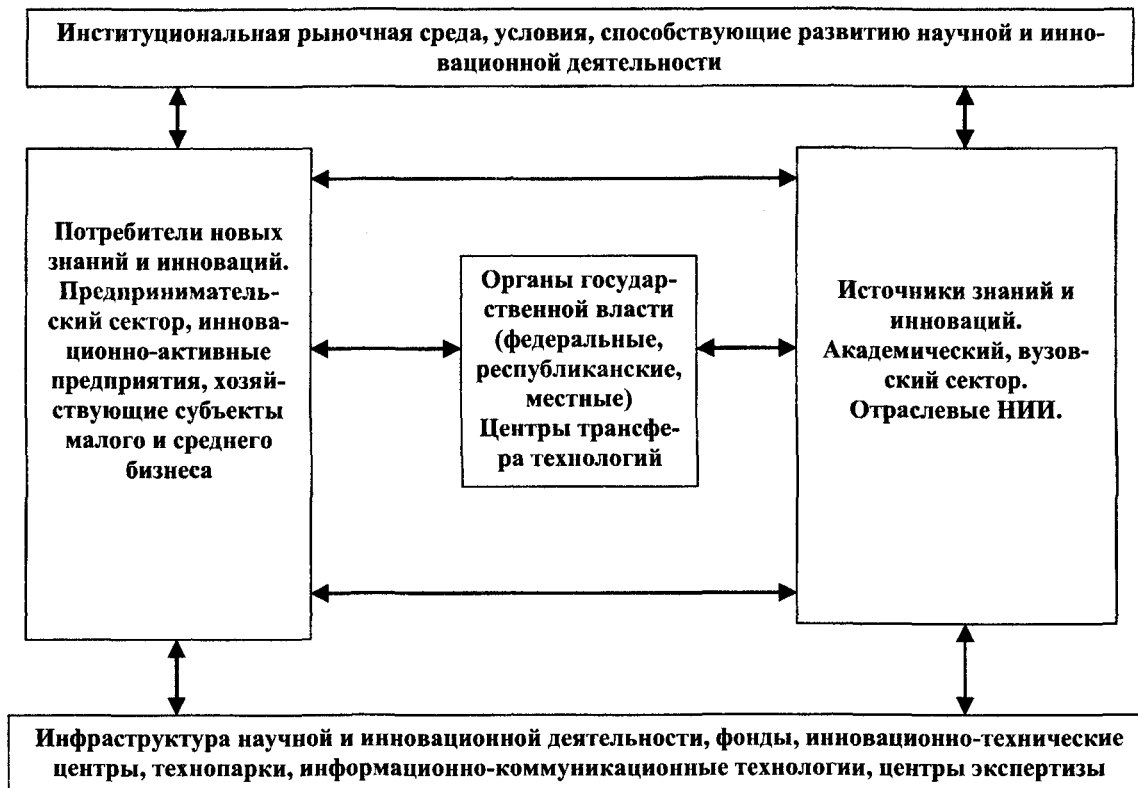 Институциональная рыночная среда, условия, способствующие развитию научной и инно-
вационной деятельности
Потребители новых
знаний и инноваций.
Предприниматель-
ский сектор, иннова-
ционно-активные
предприятия, хозяй-
ствующие субъекты
малого и среднего
бизнеса
Органы государ-
ственной власти
(федеральные,
республиканские,
местные)
Центры трансфе-
ра технологий
Источники знаний и
инноваций.
Академический, вузов-
ский сектор.
Отраслевые НИИ.
Инфраструктура научной и инновационной деятельности, фонды, инновационно-технические
центры, технопарки, информационно-коммуникационные технологии, центры экспертизы